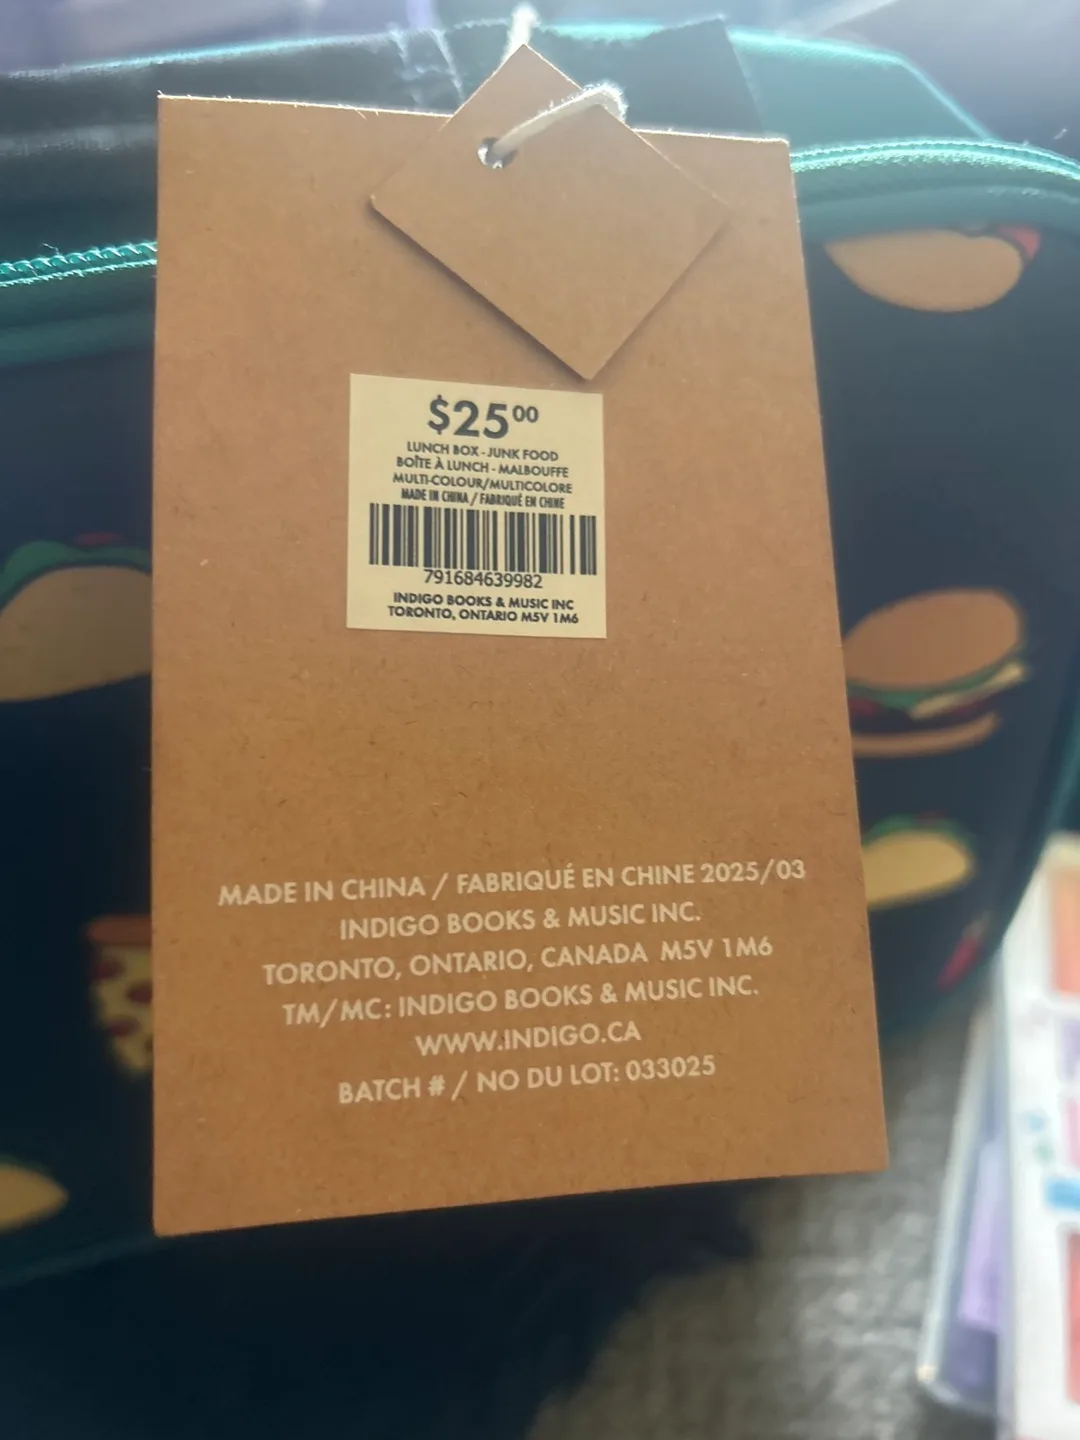 $25⁰⁰
LUNCH BOX - JUNK FOOD
BOÎTE À LUNCH - MALBOUFFE
MULTI-COLOUR/MULTICOLORE
MADE IN CHINA / FABRIQUÉ EN CHINE
791684639982
INDIGO BOOKS & MUSIC INC
TORONTO, ONTARIO M5V 1M6
MADE IN CHINA / FABRIQUÉ EN CHINE 2025/03
INDIGO BOOKS & MUSIC INC.
TORONTO, ONTARIO, CANADA M5V 1M6
TM/MC: INDIGO BOOKS & MUSIC INC.
WWW.INDIGO.CA
BATCH # / NO DU LOT: 033025